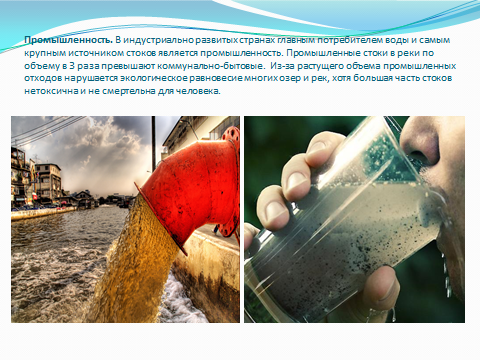 Промышленность. В индустриально развитых странах главным потребителем воды и самым
крупным источником стоков является промышленность. Промышленные стоки в реки по
объему в 3 раза превышают коммунально-бытовые. Из-за растущего объема промышленных
отходов нарушается экологическое равновесие многих озер и рек, хотя большая часть стоков
нетоксична и не смертельна для человека.